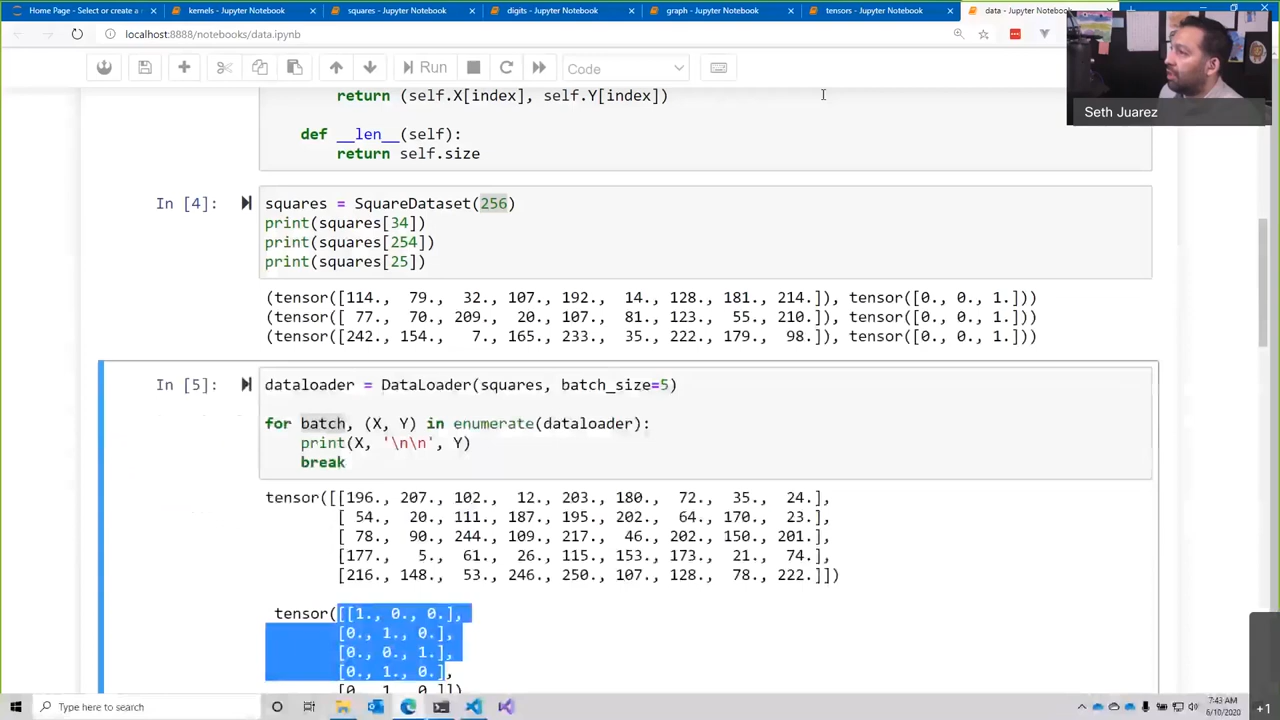 Home Page - Select or create a
kernels - Jupyter Notebook
squares - Jupyter Notebook
digits - Jupyter Notebook
graph - Jupyter Notebook
tensors - Jupyter Notebook
data - Jupyter Notebook
localhost:8888/notebooks/data.ipynb
Run
Code
Seth Juarez
return (self.X[index], self.Y[index])
def __len__(self):
return self.size
In [4]:
squares = SquareDataset(256)
print(squares[34])
print(squares[254])
print(squares[25])
(tensor([114., 79., 32., 107., 192., 14., 128., 181., 214.]), tensor([0., 0., 1.]))
(tensor([ 77., 70., 209., 20., 107., 81., 123., 55., 210.]), tensor([0., 0., 1.]))
(tensor([242., 154., 7., 165., 233., 35., 222., 179., 98.]), tensor([0., 0., 1.]))
In [5]:
dataloader = DataLoader(squares, batch_size=5)
for batch, (X, Y) in enumerate(dataloader):
print(X, '\n\n', Y)
break
tensor([[196., 207., 102., 12., 203., 180., 72., 35., 24.],
[ 54., 20., 111., 187., 195., 202., 64., 170., 23.],
[ 78., 90., 244., 109., 217., 46., 202., 150., 201.],
[177., 5., 61., 26., 115., 153., 173., 21., 74.],
[216., 148., 53., 246., 250., 107., 128., 78., 222.]])
tensor([[1., 0., 0.],
[0., 1., 0.],
[0., 0., 1.],
[0., 1., 0.],
[0., 1., 0.]])
Type here to search
7:43 AM
6/10/2020
+1